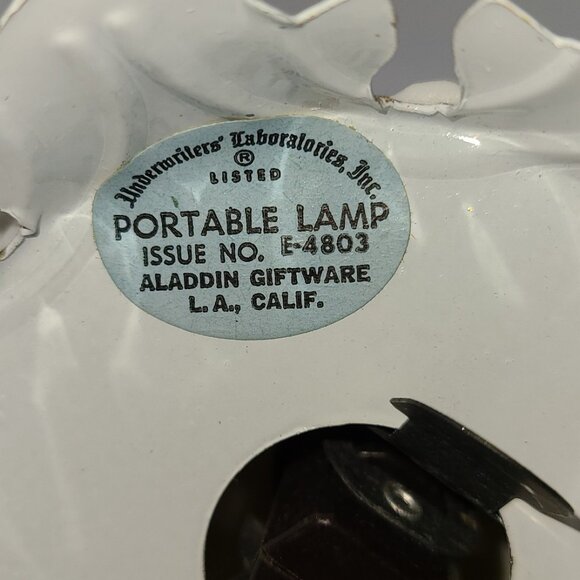 Underwriters' Laboratories, Inc.
®
LISTED
PORTABLE LAMP
ISSUE NO. E-4803
ALADDIN GIFTWARE
L.A., CALIF.